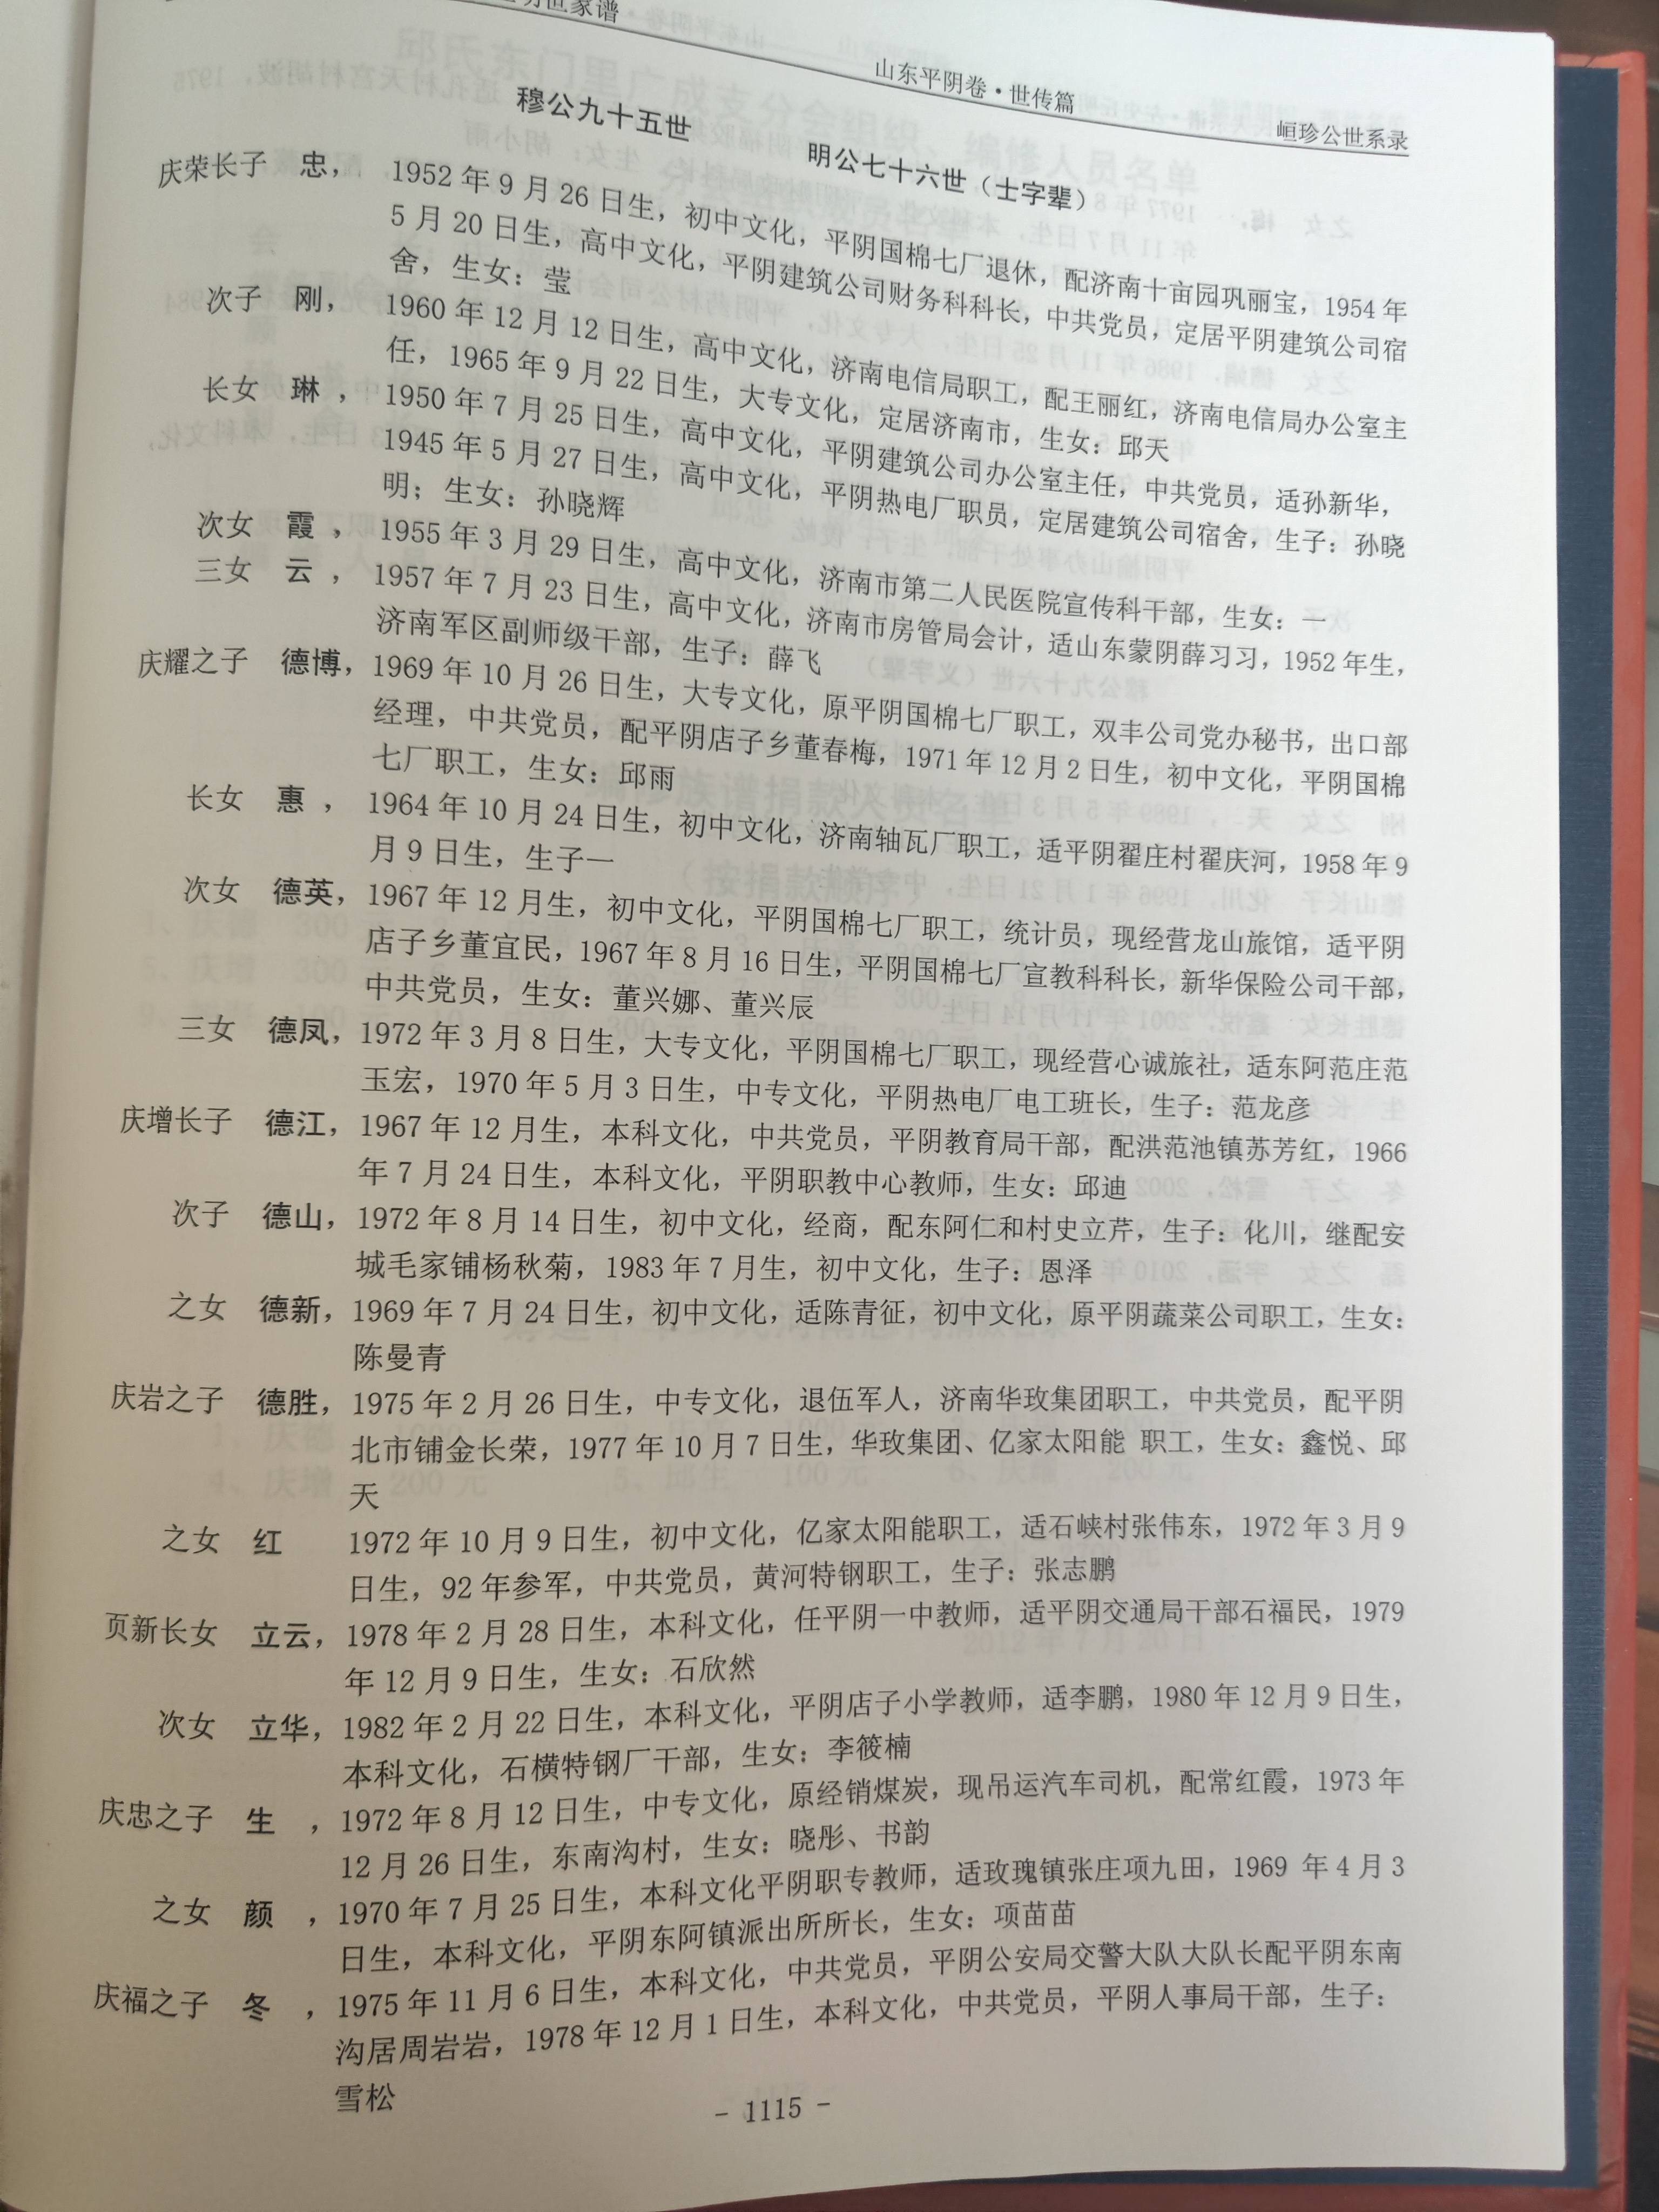 明世家谱
山东平阴卷·世传篇
峘珍公世系录
穆公九十五世 明公七十六世（士字辈）
庆荣长子 忠， 1952年9月26日生，初中文化，平阴国棉七厂退休，配济南十亩园巩丽宝，1954年
5月20日生，高中文化，平阴建筑公司财务科科长，中共党员，定居平阴建筑公司宿
舍，生女：莹
次子 刚， 1960年12月12日生，高中文化，济南电信局职工，配王丽红，济南电信局办公室主
任，1965年9月22日生，大专文化，定居济南市，生女：邱天
长女 琳， 1950年7月25日生，高中文化，平阴建筑公司办公室主任，中共党员，适孙新华，
1945年5月27日生，高中文化，平阴热电厂职员，定居建筑公司宿舍，生子：孙晓
明；生女：孙晓辉
次女 霞， 1955年3月29日生，高中文化，济南市第二人民医院宣传科干部，生女：一
三女 云， 1957年7月23日生，高中文化，济南市房管局会计，适山东蒙阴薛习习，1952年生，
济南军区副师级干部，生子：薛飞
庆耀之子 德博，1969年10月26日生，大专文化，原平阴国棉七厂职工，双丰公司党办秘书，出口部
经理，中共党员，配平阴店子乡董春梅，1971年12月2日生，初中文化，平阴国棉
七厂职工，生女：邱雨
长女 惠， 1964年10月24日生，初中文化，济南轴瓦厂职工，适平阴翟庄村翟庆河，1958年9
月9日生，生子一
次女 德英，1967年12月生，初中文化，平阴国棉七厂职工，统计员，现经营龙山旅馆，适平阴
店子乡董宜民，1967年8月16日生，平阴国棉七厂宣教科科长，新华保险公司干部，
中共党员，生女：董兴娜、董兴辰
三女 德凤，1972年3月8日生，大专文化，平阴国棉七厂职工，现经营心诚旅社，适东阿范庄范
玉宏，1970年5月3日生，中专文化，平阴热电厂电工班长，生子：范龙彦
庆增长子 德江，1967年12月生，本科文化，中共党员，平阴教育局干部，配洪范池镇苏芳红，1966
年7月24日生，本科文化，平阴职教中心教师，生女：邱迪
次子 德山，1972年8月14日生，初中文化，经商，配东阿仁和村史立芹，生子：化川，继配安
城毛家铺杨秋菊，1983年7月生，初中文化，生子：恩泽
之女 德新，1969年7月24日生，初中文化，适陈青征，初中文化，原平阴蔬菜公司职工，生女：
陈曼青
庆岩之子 德胜，1975年2月26日生，中专文化，退伍军人，济南华玫集团职工，中共党员，配平阴
北市铺金长荣，1977年10月7日生，华玫集团、亿家太阳能 职工，生女：鑫悦、邱
天
之女 红 1972年10月9日生，初中文化，亿家太阳能职工，适石峡村张伟东，1972年3月9
日生，92年参军，中共党员，黄河特钢职工，生子：张志鹏
页新长女 立云，1978年2月28日生，本科文化，任平阴一中教师，适平阴交通局干部石福民，1979
年12月9日生，生女：石欣然
次女 立华，1982年2月22日生，本科文化，平阴店子小学教师，适李鹏，1980年12月9日生，
本科文化，石横特钢厂干部，生女：李筱楠
庆忠之子 生 ，1972年8月12日生，中专文化，原经销煤炭，现吊运汽车司机，配常红霞，1973年
12月26日生，东南沟村，生女：晓彤、书韵
之女 颜 ，1970年7月25日生，本科文化平阴职专教师，适玫瑰镇张庄项九田，1969 年4月3
日生，本科文化，平阴东阿镇派出所所长，生女：项苗苗
庆福之子 冬 ，1975年11月6日生，本科文化，中共党员，平阴公安局交警大队大队长配平阴东南
沟居周岩岩，1978年12月1日生，本科文化，中共党员，平阴人事局干部，生子：
雪松
- 1115 -